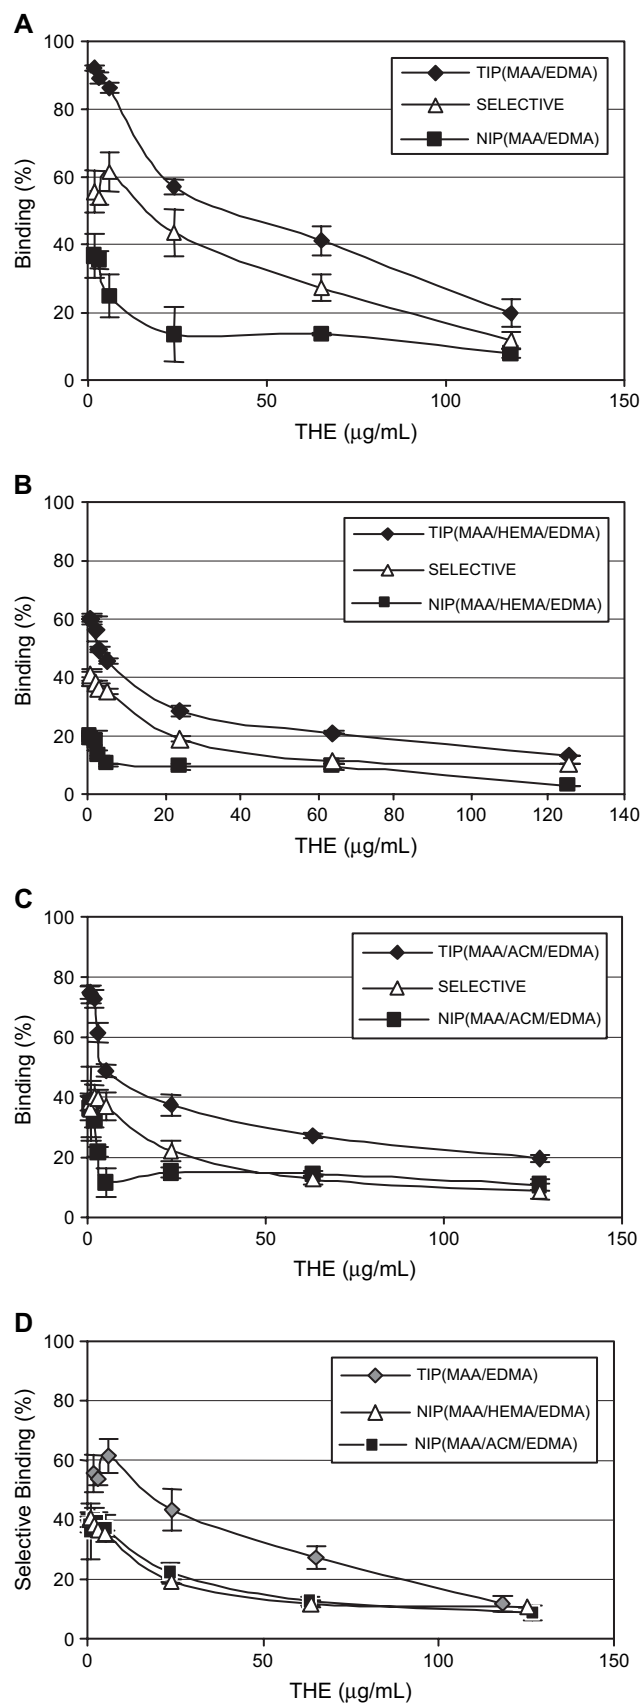 A
100
80
60
40
20
0
Binding (%)
TIP(MAA/EDMA)
SELECTIVE
NIP(MAA/EDMA)
0 50 100 150
THE (µg/mL)
B
100
80
60
40
20
0
Binding (%)
TIP(MAA/HEMA/EDMA)
SELECTIVE
NIP(MAA/HEMA/EDMA)
0 20 40 60 80 100 120 140
THE (µg/mL)
C
100
80
60
40
20
0
Binding (%)
TIP(MAA/ACM/EDMA)
SELECTIVE
NIP(MAA/ACM/EDMA)
0 50 100 150
THE (µg/mL)
D
100
80
60
40
20
0
Selective Binding (%)
TIP(MAA/EDMA)
NIP(MAA/HEMA/EDMA)
NIP(MAA/ACM/EDMA)
0 50 100 150
THE (µg/mL)